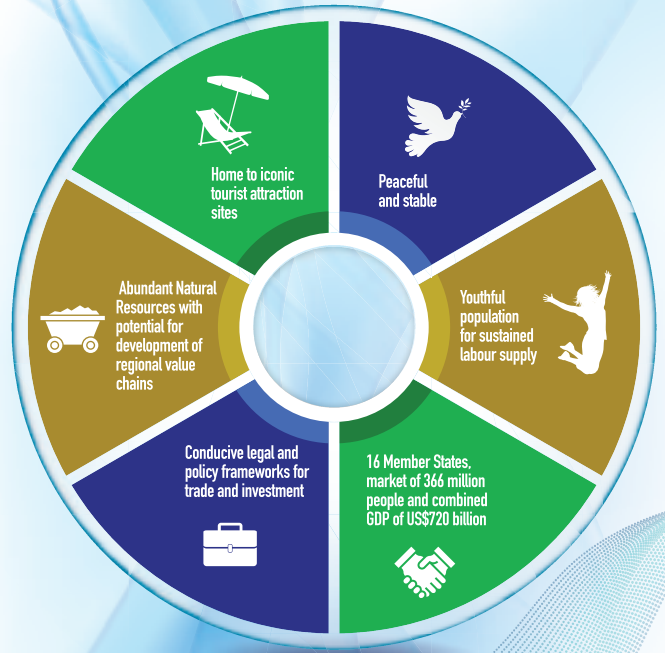 Home to iconic
tourist attraction
sites
Peaceful
and stable
Abundant Natural
Resources with
potential for
development of
regional value
chains
Youthful
population
for sustained
labour supply
Conducive legal and
policy frameworks for
trade and investment
16 Member States,
market of 366 million
people and combined
GDP of US$720 billion